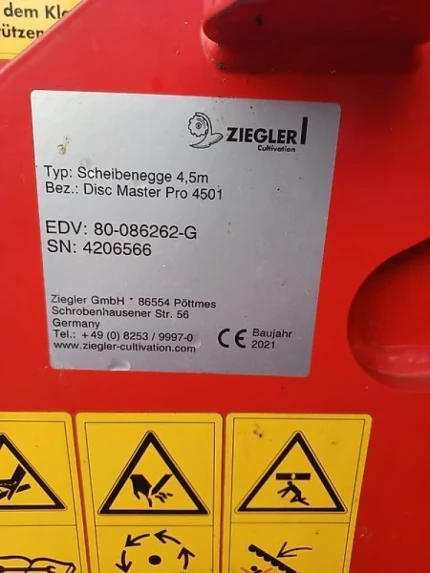 dem Kl
ützen
ZIEGLER
Cultivation
Typ: Scheibenegge 4,5m
Bez.: Disc Master Pro 4501
EDV: 80-086262-G
SN: 4206566
Ziegler GmbH * 86554 Pöttmes
Schrobenhausener Str. 56
Germany
Tel.: +49 (0) 8253 / 9997-0
www.ziegler-cultivation.com
CE Baujahr
2021